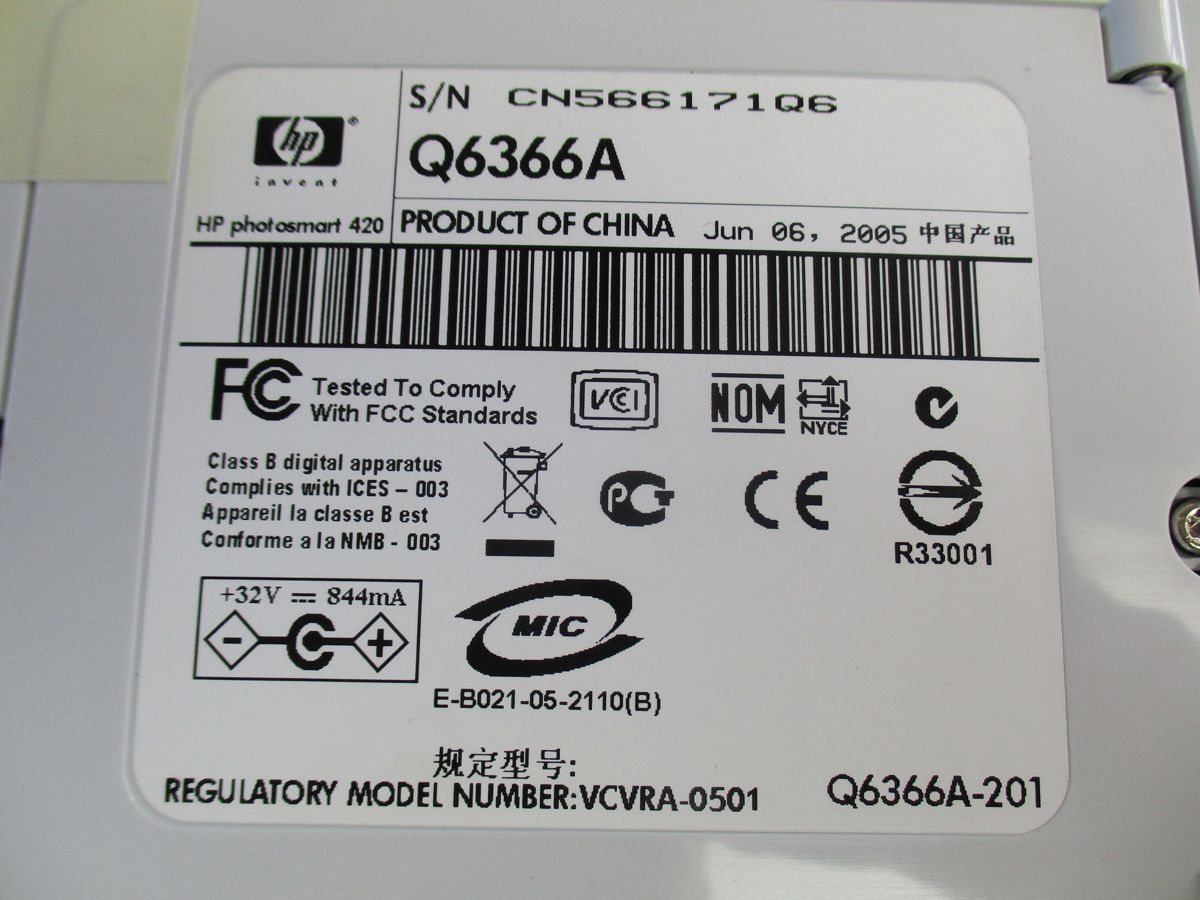 S/N CN566171Q6
hp
invent
Q6366A
HP photosmart 420
PRODUCT OF CHINA Jun 06, 2005 中国产品
FC Tested To Comply
With FCC Standards
VCI
NOM
NYCE
Class B digital apparatus
Complies with ICES – 003
Appareil la classe B est
Conforme a la NMB - 003
PCT
CE
R33001
+32V 844mA
- +
MIC
E-B021-05-2110(B)
规定型号:
REGULATORY MODEL NUMBER:VCVRA-0501
Q6366A-201